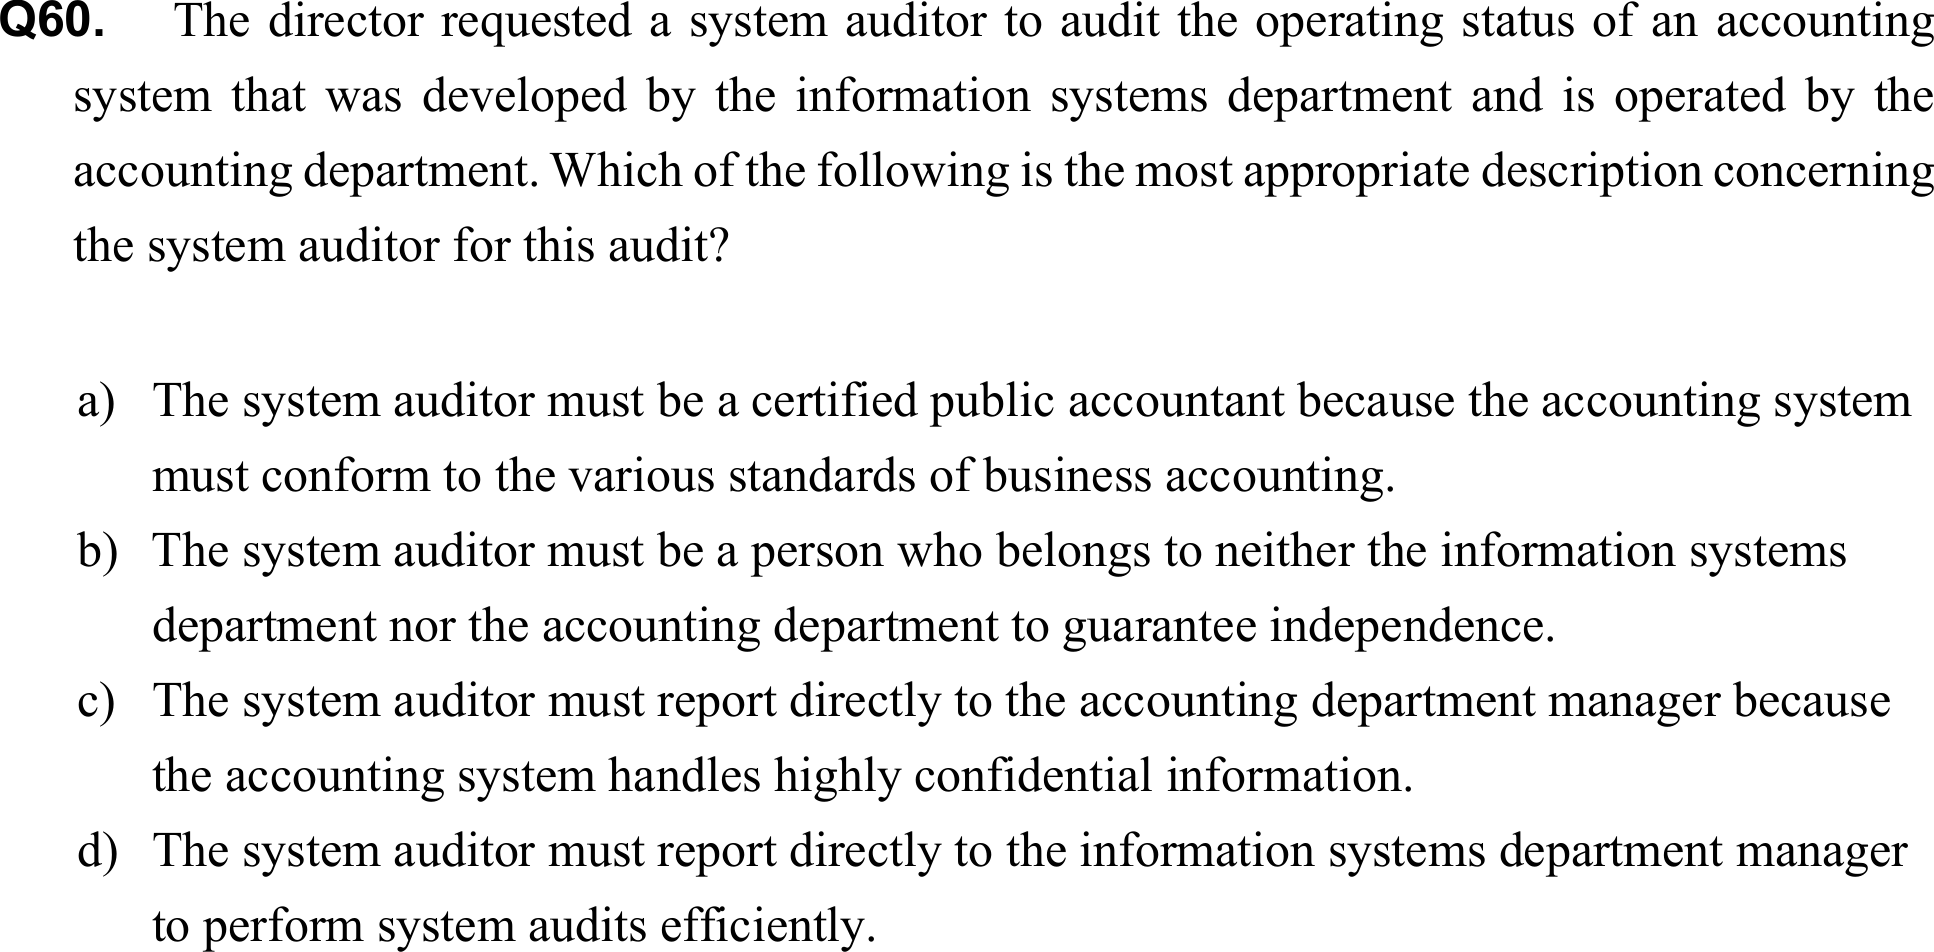 Q60. The director requested a system auditor to audit the operating status of an accounting
system that was developed by the information systems department and is operated by the
accounting department. Which of the following is the most appropriate description concerning
the system auditor for this audit?
a) The system auditor must be a certified public accountant because the accounting system
must conform to the various standards of business accounting.
b) The system auditor must be a person who belongs to neither the information systems
department nor the accounting department to guarantee independence.
c) The system auditor must report directly to the accounting department manager because
the accounting system handles highly confidential information.
d) The system auditor must report directly to the information systems department manager
to perform system audits efficiently.